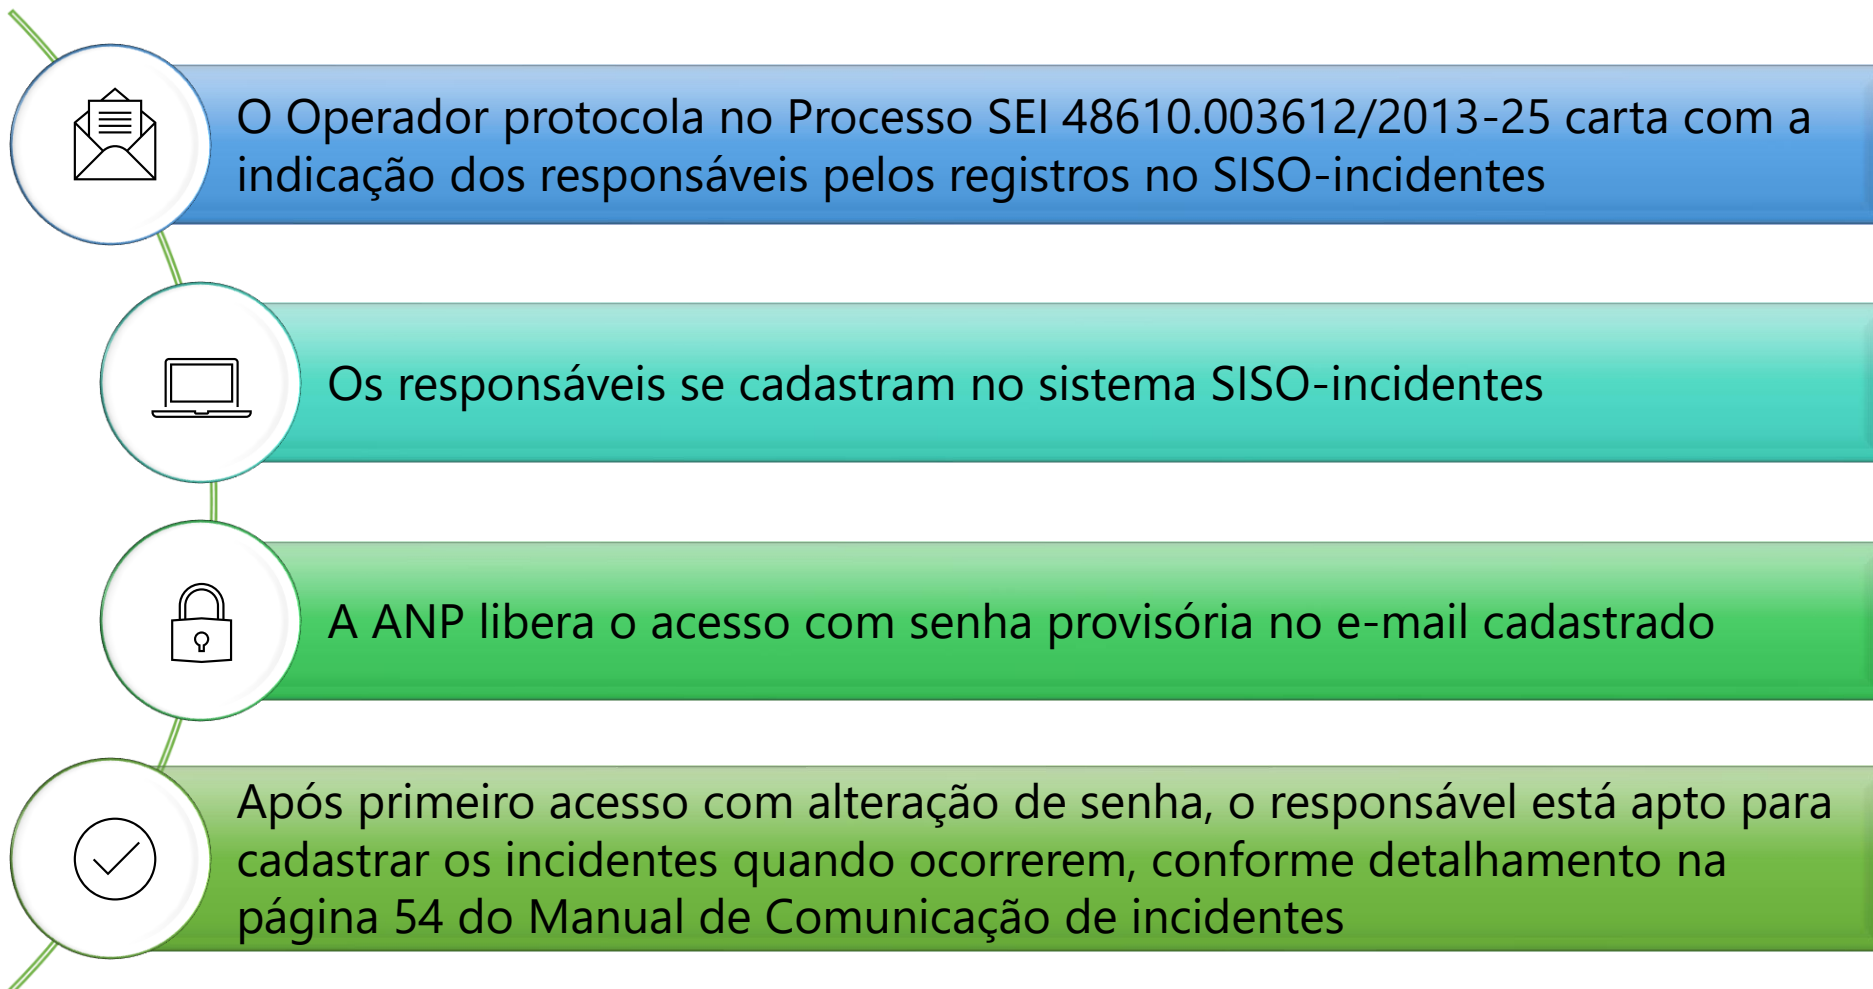 O Operador protocola no Processo SEI 48610.003612/2013-25 carta com a
indicação dos responsáveis pelos registros no SISO-incidentes
Os responsáveis se cadastram no sistema SISO-incidentes
A ANP libera o acesso com senha provisória no e-mail cadastrado
Após primeiro acesso com alteração de senha, o responsável está apto para
cadastrar os incidentes quando ocorrerem, conforme detalhamento na
página 54 do Manual de Comunicação de incidentes